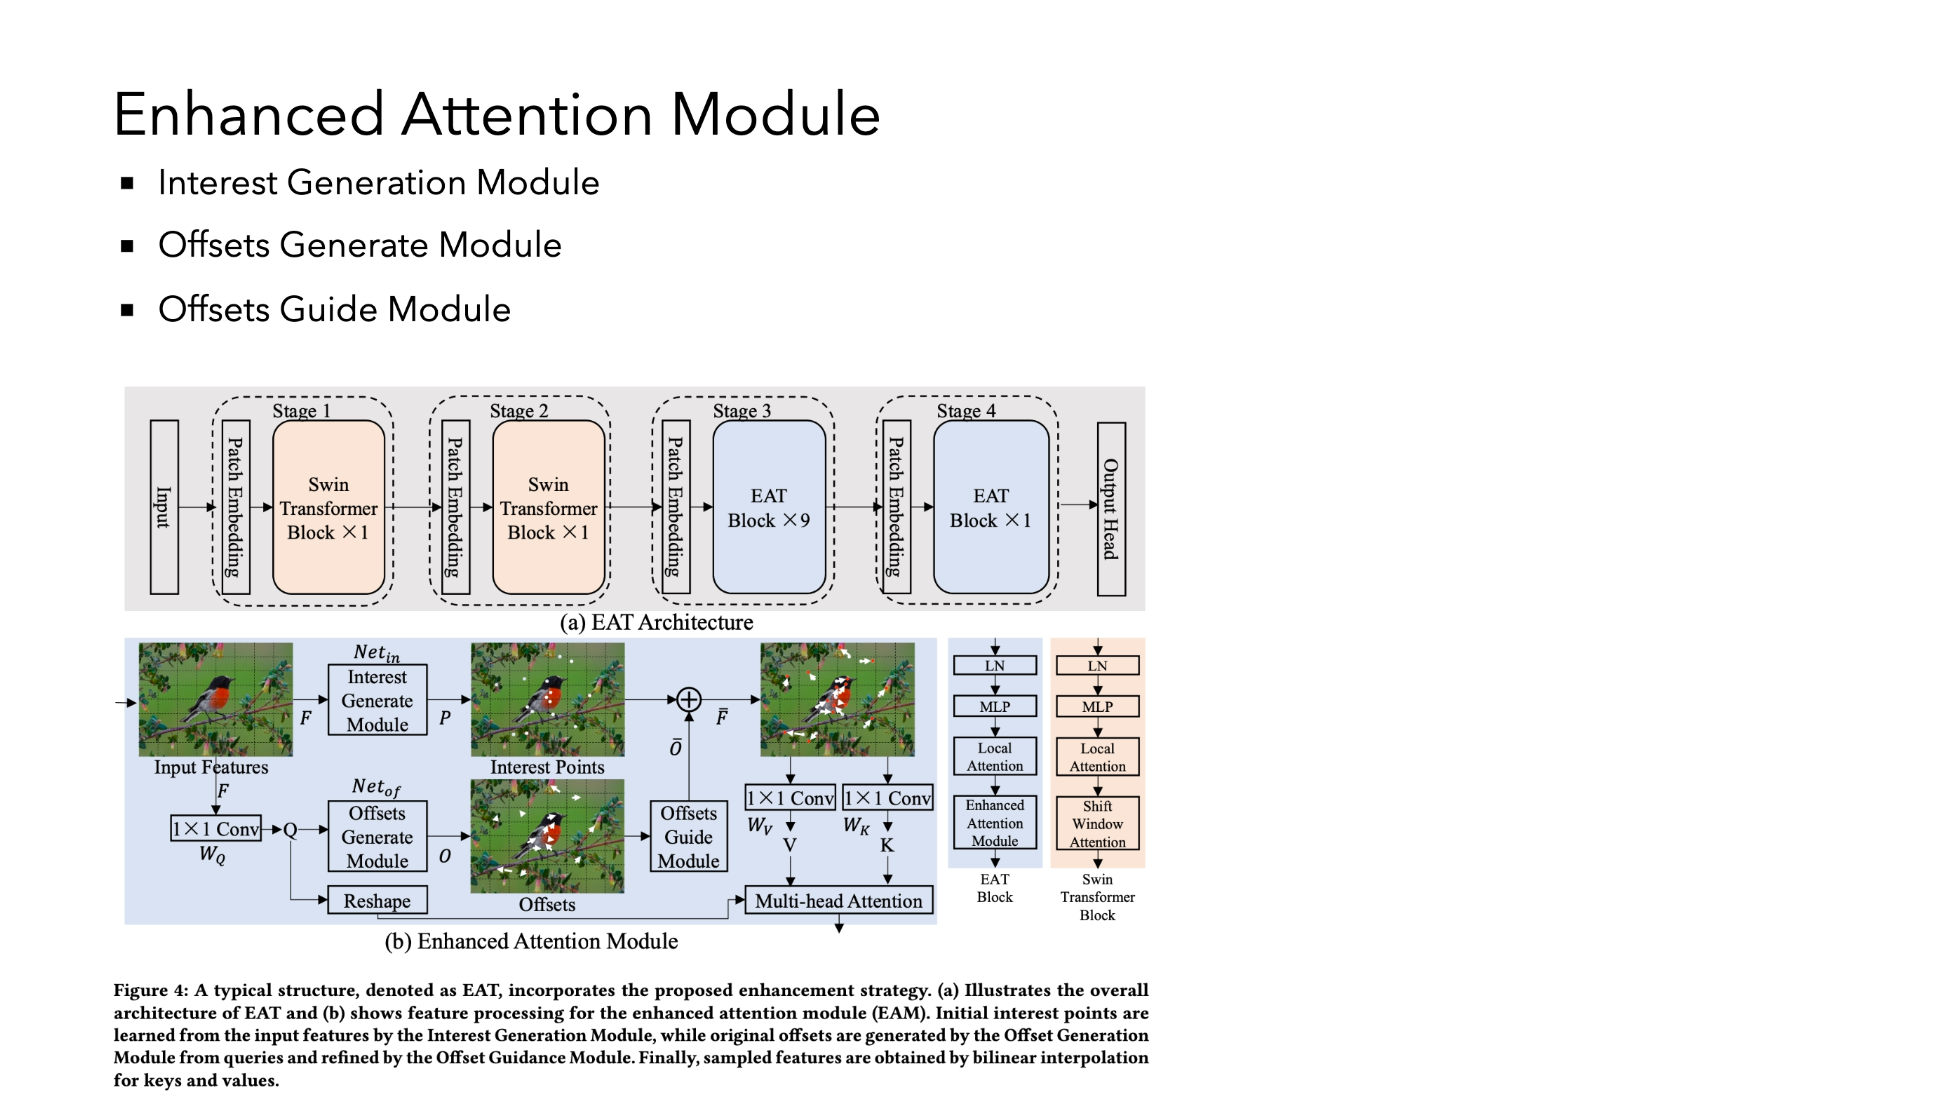 Enhanced Attention Module
Interest Generation Module
Offsets Generate Module
Offsets Guide Module
Stage 1
Stage 2
Stage 3
Stage 4
Input
Patch Embedding
Swin
Transformer
Block ×1
Patch Embedding
Swin
Transformer
Block ×1
Patch Embedding
EAT
Block ×9
Patch Embedding
EAT
Block ×1
Output Head
(a) EAT Architecture
Input Features
F
Net_in
Interest
Generate
Module
P
Interest Points
F̄
Ō
F
1×1 Conv
W_Q
Q
Net_of
Offsets
Generate
Module
O
Offsets
Offsets
Guide
Module
1×1 Conv
1×1 Conv
W_V
W_K
V
K
Reshape
Multi-head Attention
(b) Enhanced Attention Module
LN
MLP
Local
Attention
Enhanced
Attention
Module
EAT
Block
LN
MLP
Local
Attention
Shift
Window
Attention
Swin
Transformer
Block
Figure 4: A typical structure, denoted as EAT, incorporates the proposed enhancement strategy. (a) Illustrates the overall
architecture of EAT and (b) shows feature processing for the enhanced attention module (EAM). Initial interest points are
learned from the input features by the Interest Generation Module, while original offsets are generated by the Offset Generation
Module from queries and refined by the Offset Guidance Module. Finally, sampled features are obtained by bilinear interpolation
for keys and values.